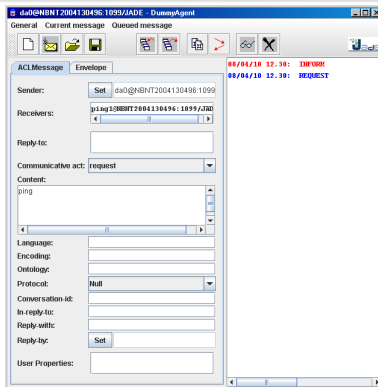 da0@NBNT2004130496:1099/JADE - DummyAgent
General Current message Queued message
ACLMessage Envelope
Sender: Set da0@NBNT2004130496:1099
Receivers: ping1@NBNT2004130496:1099/JAD
Reply-to:
Communicative act: request
Content:
ping
Language:
Encoding:
Ontology:
Protocol: Null
Conversation-id:
In-reply-to:
Reply-with:
Reply-by: Set
User Properties:
08/04/10 12.30: INFORM
08/04/10 12.30: REQUEST